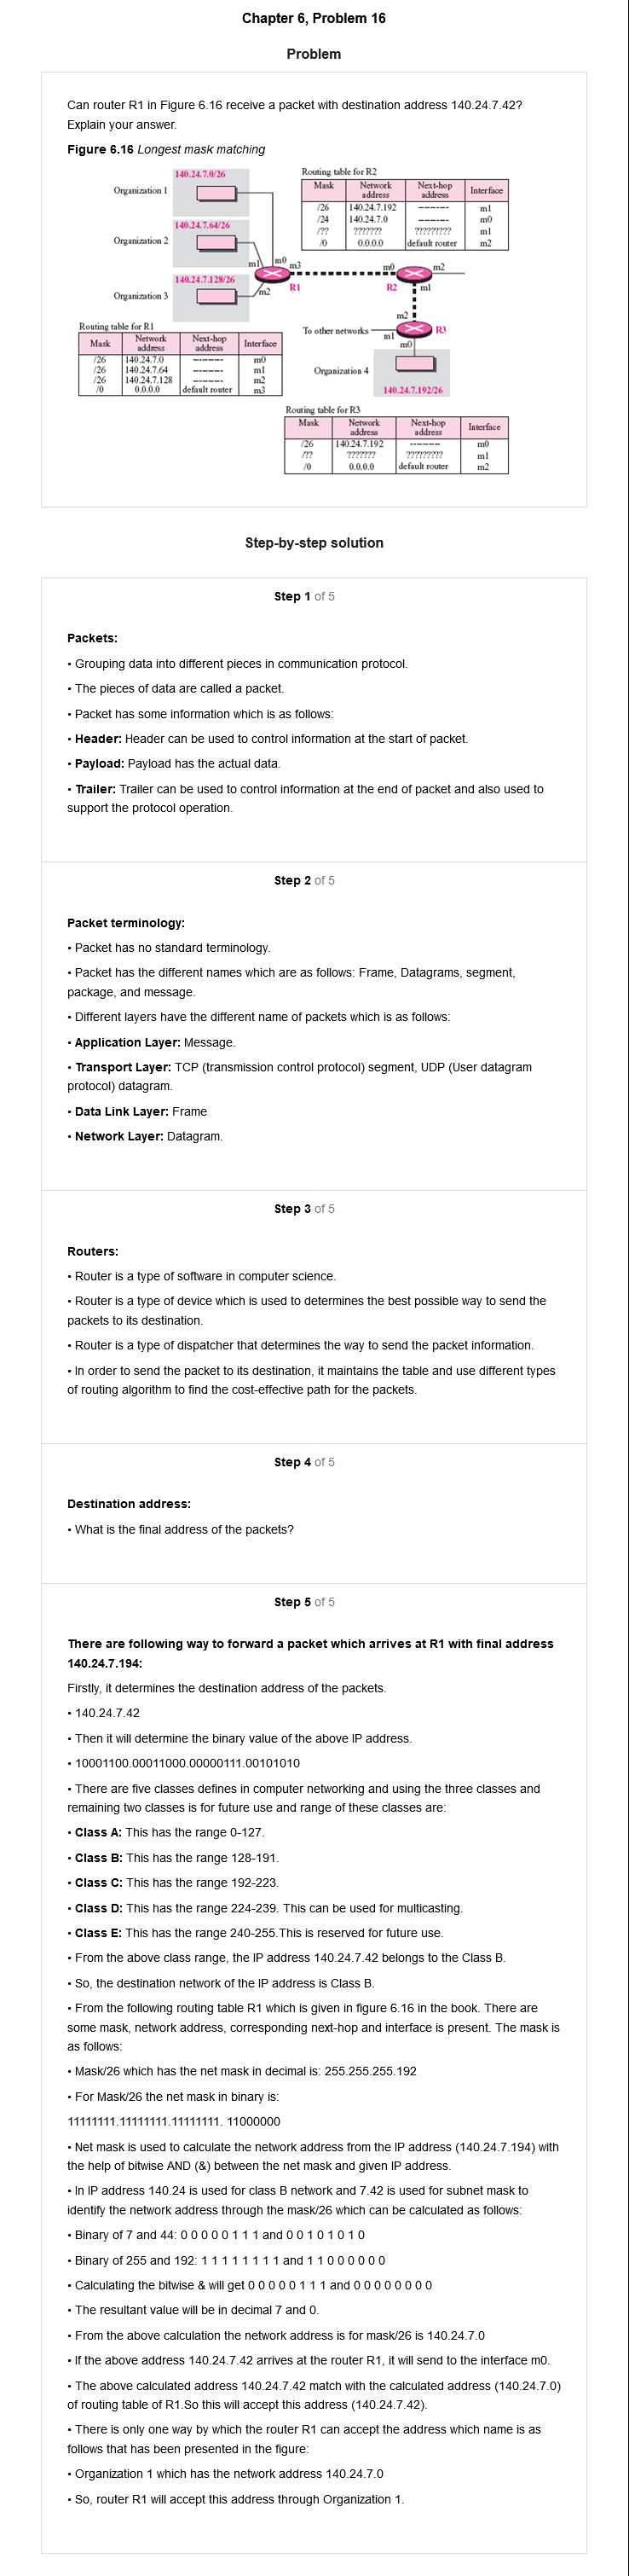 Chapter 6, Problem 16
Problem
Can router R1 in Figure 6.16 receive a packet with destination address 140.24.7.42?
Explain your answer.
Figure 6.16 Longest mask matching
140.24.7.0/26
Organization 1
140.24.7.64/26
Organization 2
140.24.7.128/26
Organization 3
m0
m1
m3
m2
R1
Routing table for R2
Mask Network address Next-hop address Interface
/26 140.24.7.192 ---------- m1
/24 140.24.7.0 ---------- m0
/?? ??????? ????????? m1
/0 0.0.0.0 default router m2
m0
m2
R2
m1
m2
To other networks
m1
R3
m0
Organization 4
140.24.7.192/26
Routing table for R1
Mask Network address Next-hop address Interface
/26 140.24.7.0 ---------- m0
/26 140.24.7.64 ---------- m1
/26 140.24.7.128 ---------- m2
/0 0.0.0.0 default router m3
Routing table for R3
Mask Network address Next-hop address Interface
/26 140.24.7.192 ---------- m0
/?? ??????? ????????? m1
/0 0.0.0.0 default router m2
Step-by-step solution
Step 1 of 5
Packets:
• Grouping data into different pieces in communication protocol.
• The pieces of data are called a packet.
• Packet has some information which is as follows:
• Header: Header can be used to control information at the start of packet.
• Payload: Payload has the actual data.
• Trailer: Trailer can be used to control information at the end of packet and also used to
support the protocol operation.
Step 2 of 5
Packet terminology:
• Packet has no standard terminology.
• Packet has the different names which are as follows: Frame, Datagrams, segment,
package, and message.
• Different layers have the different name of packets which is as follows:
• Application Layer: Message.
• Transport Layer: TCP (transmission control protocol) segment, UDP (User datagram
protocol) datagram.
• Data Link Layer: Frame
• Network Layer: Datagram.
Step 3 of 5
Routers:
• Router is a type of software in computer science.
• Router is a type of device which is used to determines the best possible way to send the
packets to its destination.
• Router is a type of dispatcher that determines the way to send the packet information.
• In order to send the packet to its destination, it maintains the table and use different types
of routing algorithm to find the cost-effective path for the packets.
Step 4 of 5
Destination address:
• What is the final address of the packets?
Step 5 of 5
There are following way to forward a packet which arrives at R1 with final address
140.24.7.194:
Firstly, it determines the destination address of the packets.
• 140.24.7.42
• Then it will determine the binary value of the above IP address.
• 10001100.00011000.00000111.00101010
• There are five classes defines in computer networking and using the three classes and
remaining two classes is for future use and range of these classes are:
• Class A: This has the range 0-127.
• Class B: This has the range 128-191.
• Class C: This has the range 192-223.
• Class D: This has the range 224-239. This can be used for multicasting.
• Class E: This has the range 240-255.This is reserved for future use.
• From the above class range, the IP address 140.24.7.42 belongs to the Class B.
• So, the destination network of the IP address is Class B.
• From the following routing table R1 which is given in figure 6.16 in the book. There are
some mask, network address, corresponding next-hop and interface is present. The mask is
as follows:
• Mask/26 which has the net mask in decimal is: 255.255.255.192
• For Mask/26 the net mask in binary is:
11111111.11111111.11111111. 11000000
• Net mask is used to calculate the network address from the IP address (140.24.7.194) with
the help of bitwise AND (&) between the net mask and given IP address.
• In IP address 140.24 is used for class B network and 7.42 is used for subnet mask to
identify the network address through the mask/26 which can be calculated as follows:
• Binary of 7 and 44: 0 0 0 0 0 1 1 1 and 0 0 1 0 1 0 1 0
• Binary of 255 and 192: 1 1 1 1 1 1 1 1 and 1 1 0 0 0 0 0 0
• Calculating the bitwise & will get 0 0 0 0 0 1 1 1 and 0 0 0 0 0 0 0 0
• The resultant value will be in decimal 7 and 0.
• From the above calculation the network address is for mask/26 is 140.24.7.0
• If the above address 140.24.7.42 arrives at the router R1, it will send to the interface m0.
• The above calculated address 140.24.7.42 match with the calculated address (140.24.7.0)
of routing table of R1.So this will accept this address (140.24.7.42).
• There is only one way by which the router R1 can accept the address which name is as
follows that has been presented in the figure:
• Organization 1 which has the network address 140.24.7.0
• So, router R1 will accept this address through Organization 1.